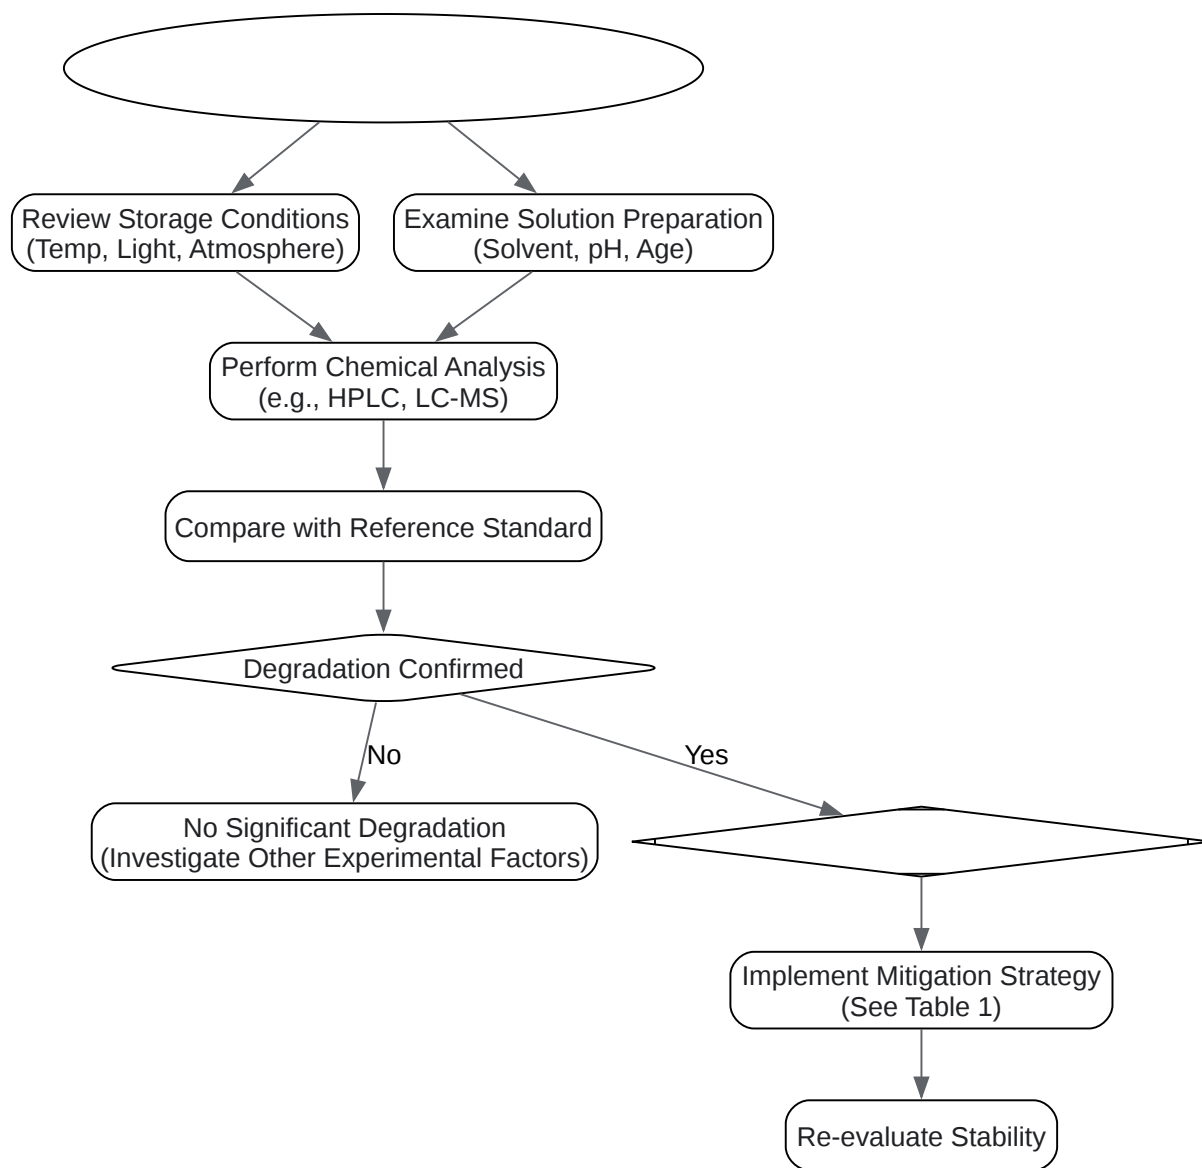 Review Storage Conditions
(Temp, Light, Atmosphere)
Examine Solution Preparation
(Solvent, pH, Age)
Perform Chemical Analysis
(e.g., HPLC, LC-MS)
Compare with Reference Standard
Degradation Confirmed
No
Yes
No Significant Degradation
(Investigate Other Experimental Factors)
Implement Mitigation Strategy
(See Table 1)
Re-evaluate Stability